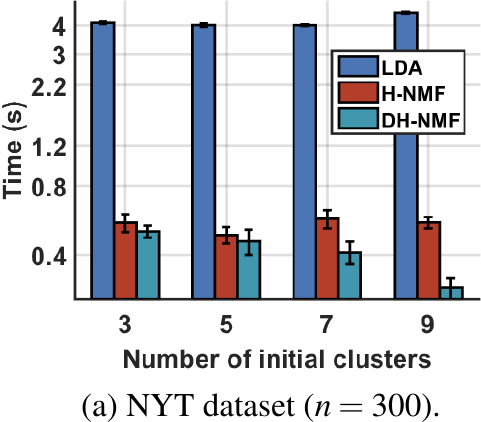 4
3
2.2
1.2
0.8
0.4
Time (s)
LDA
H-NMF
DH-NMF
3 5 7 9
Number of initial clusters
(a) NYT dataset (n = 300).